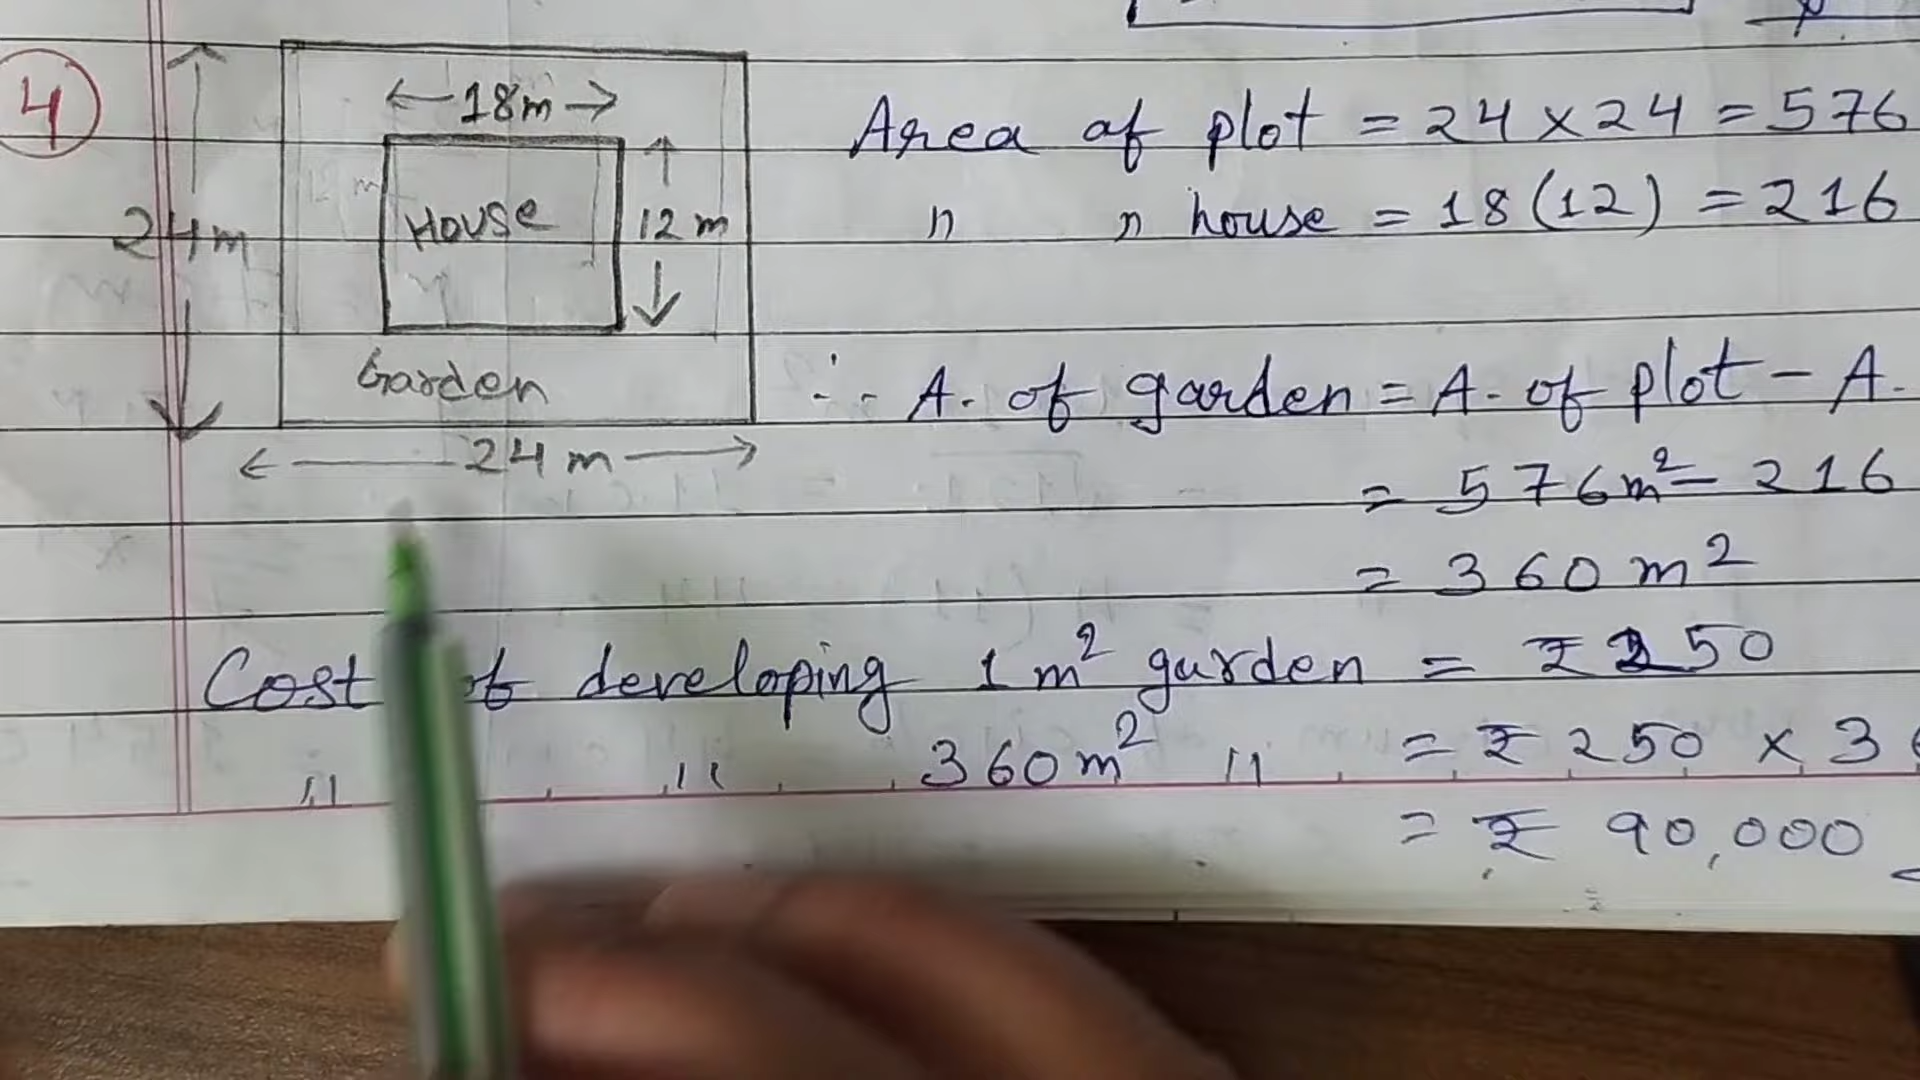 4
18m
24m
House
12 m
Garden
24 m
Area of plot = 24 x 24 = 576
" " house = 18 (12) = 216
∴ A. of garden = A. of plot - A.
= 576m² - 216
= 360 m²
Cost of developing 1 m² garden = ₹ 250
" " 360 m² " = ₹ 250 x 3
= ₹ 90,000